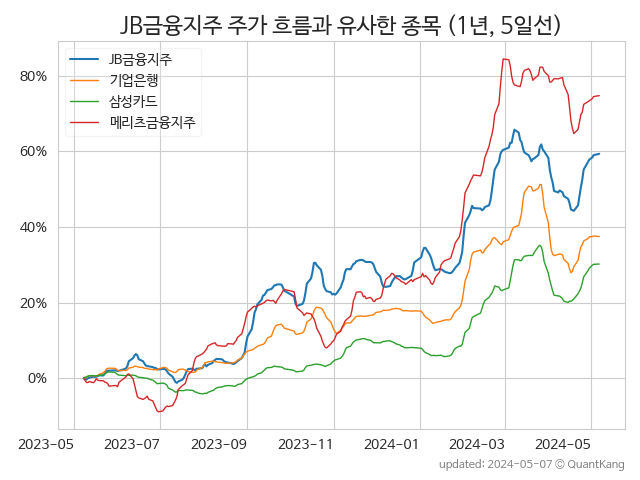 JB금융지주 주가 흐름과 유사한 종목 (1년, 5일선)
JB금융지주
기업은행
삼성카드
메리츠금융지주
80%
60%
40%
20%
0%
2023-05 2023-07 2023-09 2023-11 2024-01 2024-03 2024-05
updated: 2024-05-07 © QuantKang